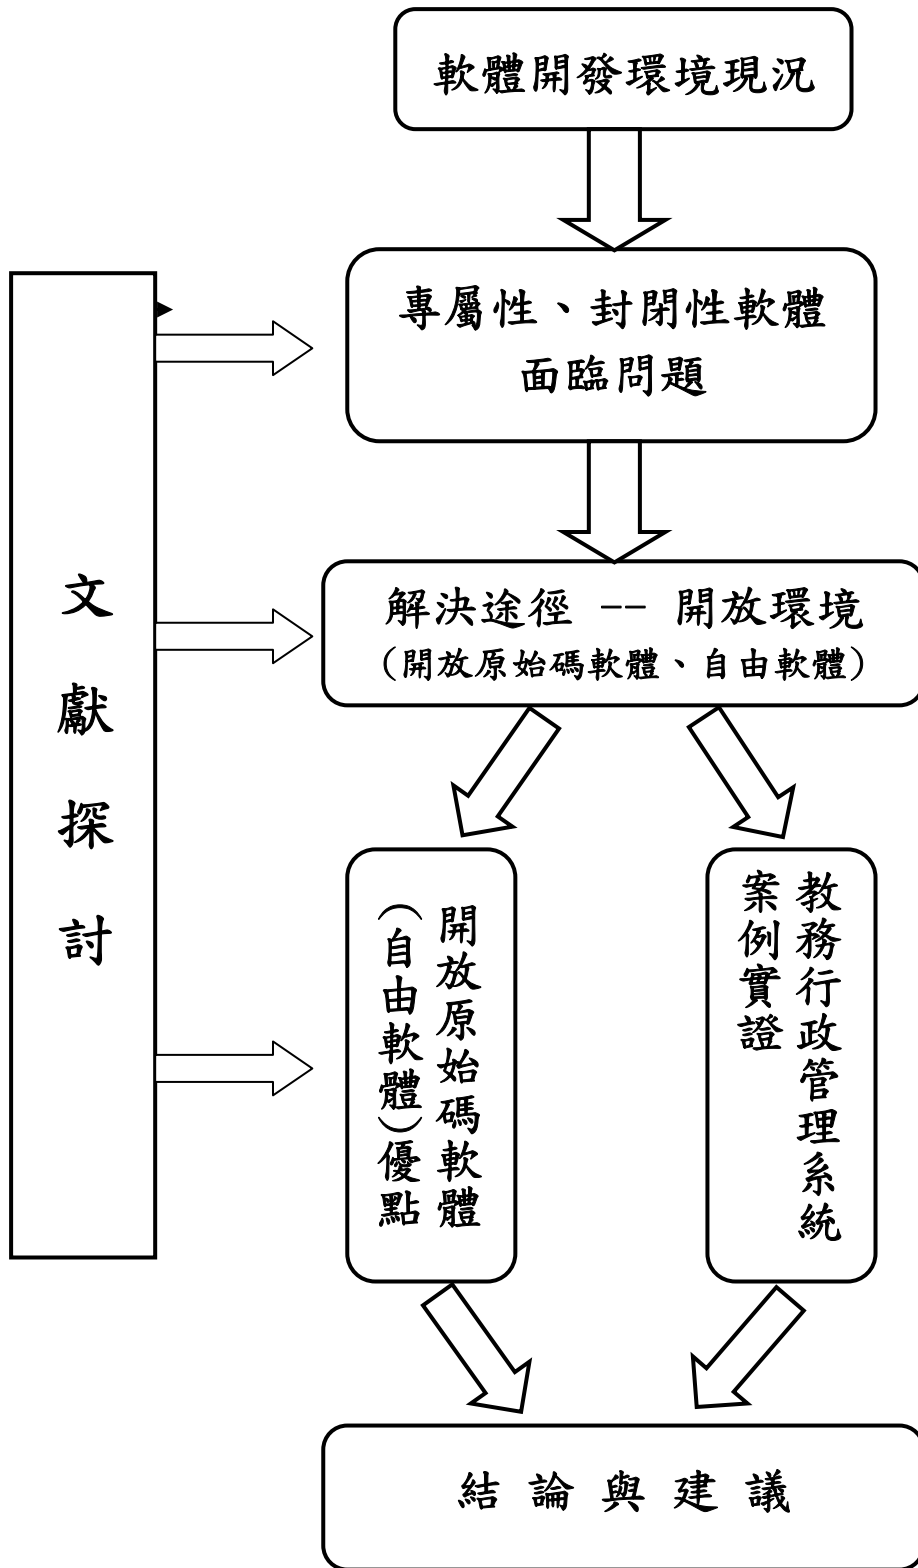 軟體開發環境現況
專屬性、封閉性軟體
面臨問題
文獻探討
解決途徑 -- 開放環境
(開放原始碼軟體、自由軟體)
開放原始碼軟體
(自由軟體)優點
教務行政管理系統
案例實證
結論與建議